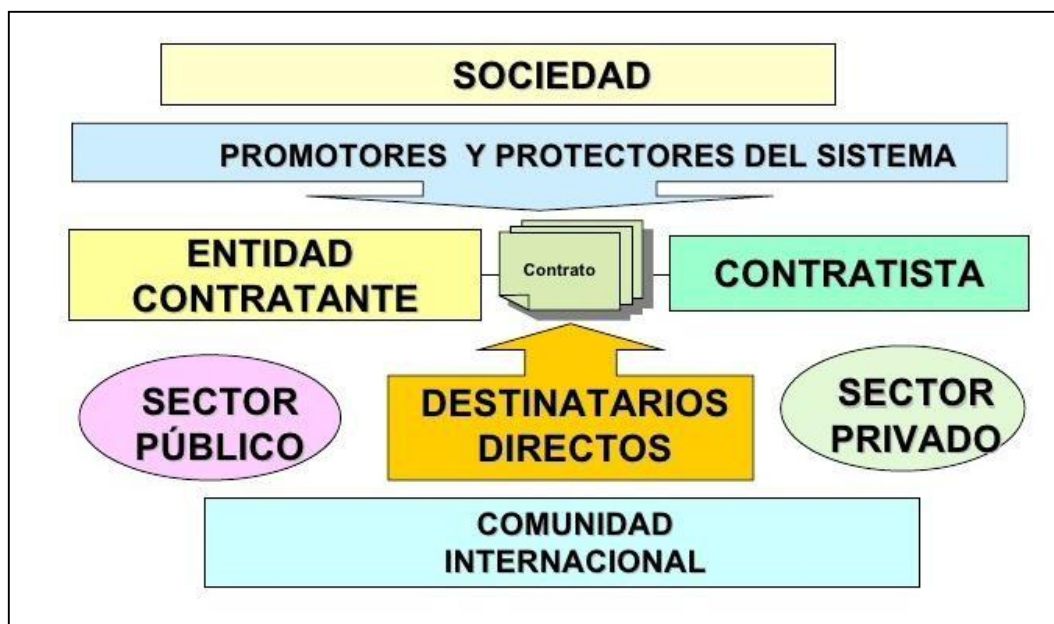 SOCIEDAD
PROMOTORES Y PROTECTORES DEL SISTEMA
ENTIDAD
CONTRATANTE
Contrato
CONTRATISTA
SECTOR
PÚBLICO
DESTINATARIOS
DIRECTOS
SECTOR
PRIVADO
COMUNIDAD
INTERNACIONAL